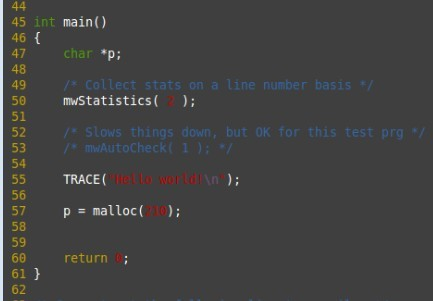 44
45 int main()
46 {
47 char *p;
48
49 /* Collect stats on a line number basis */
50 mwStatistics( 2 );
51
52 /* Slows things down, but OK for this test prg */
53 /* mwAutoCheck( 1 ); */
54
55 TRACE("Hello world!\n");
56
57 p = malloc(210);
58
59
60 return 0;
61 }
62